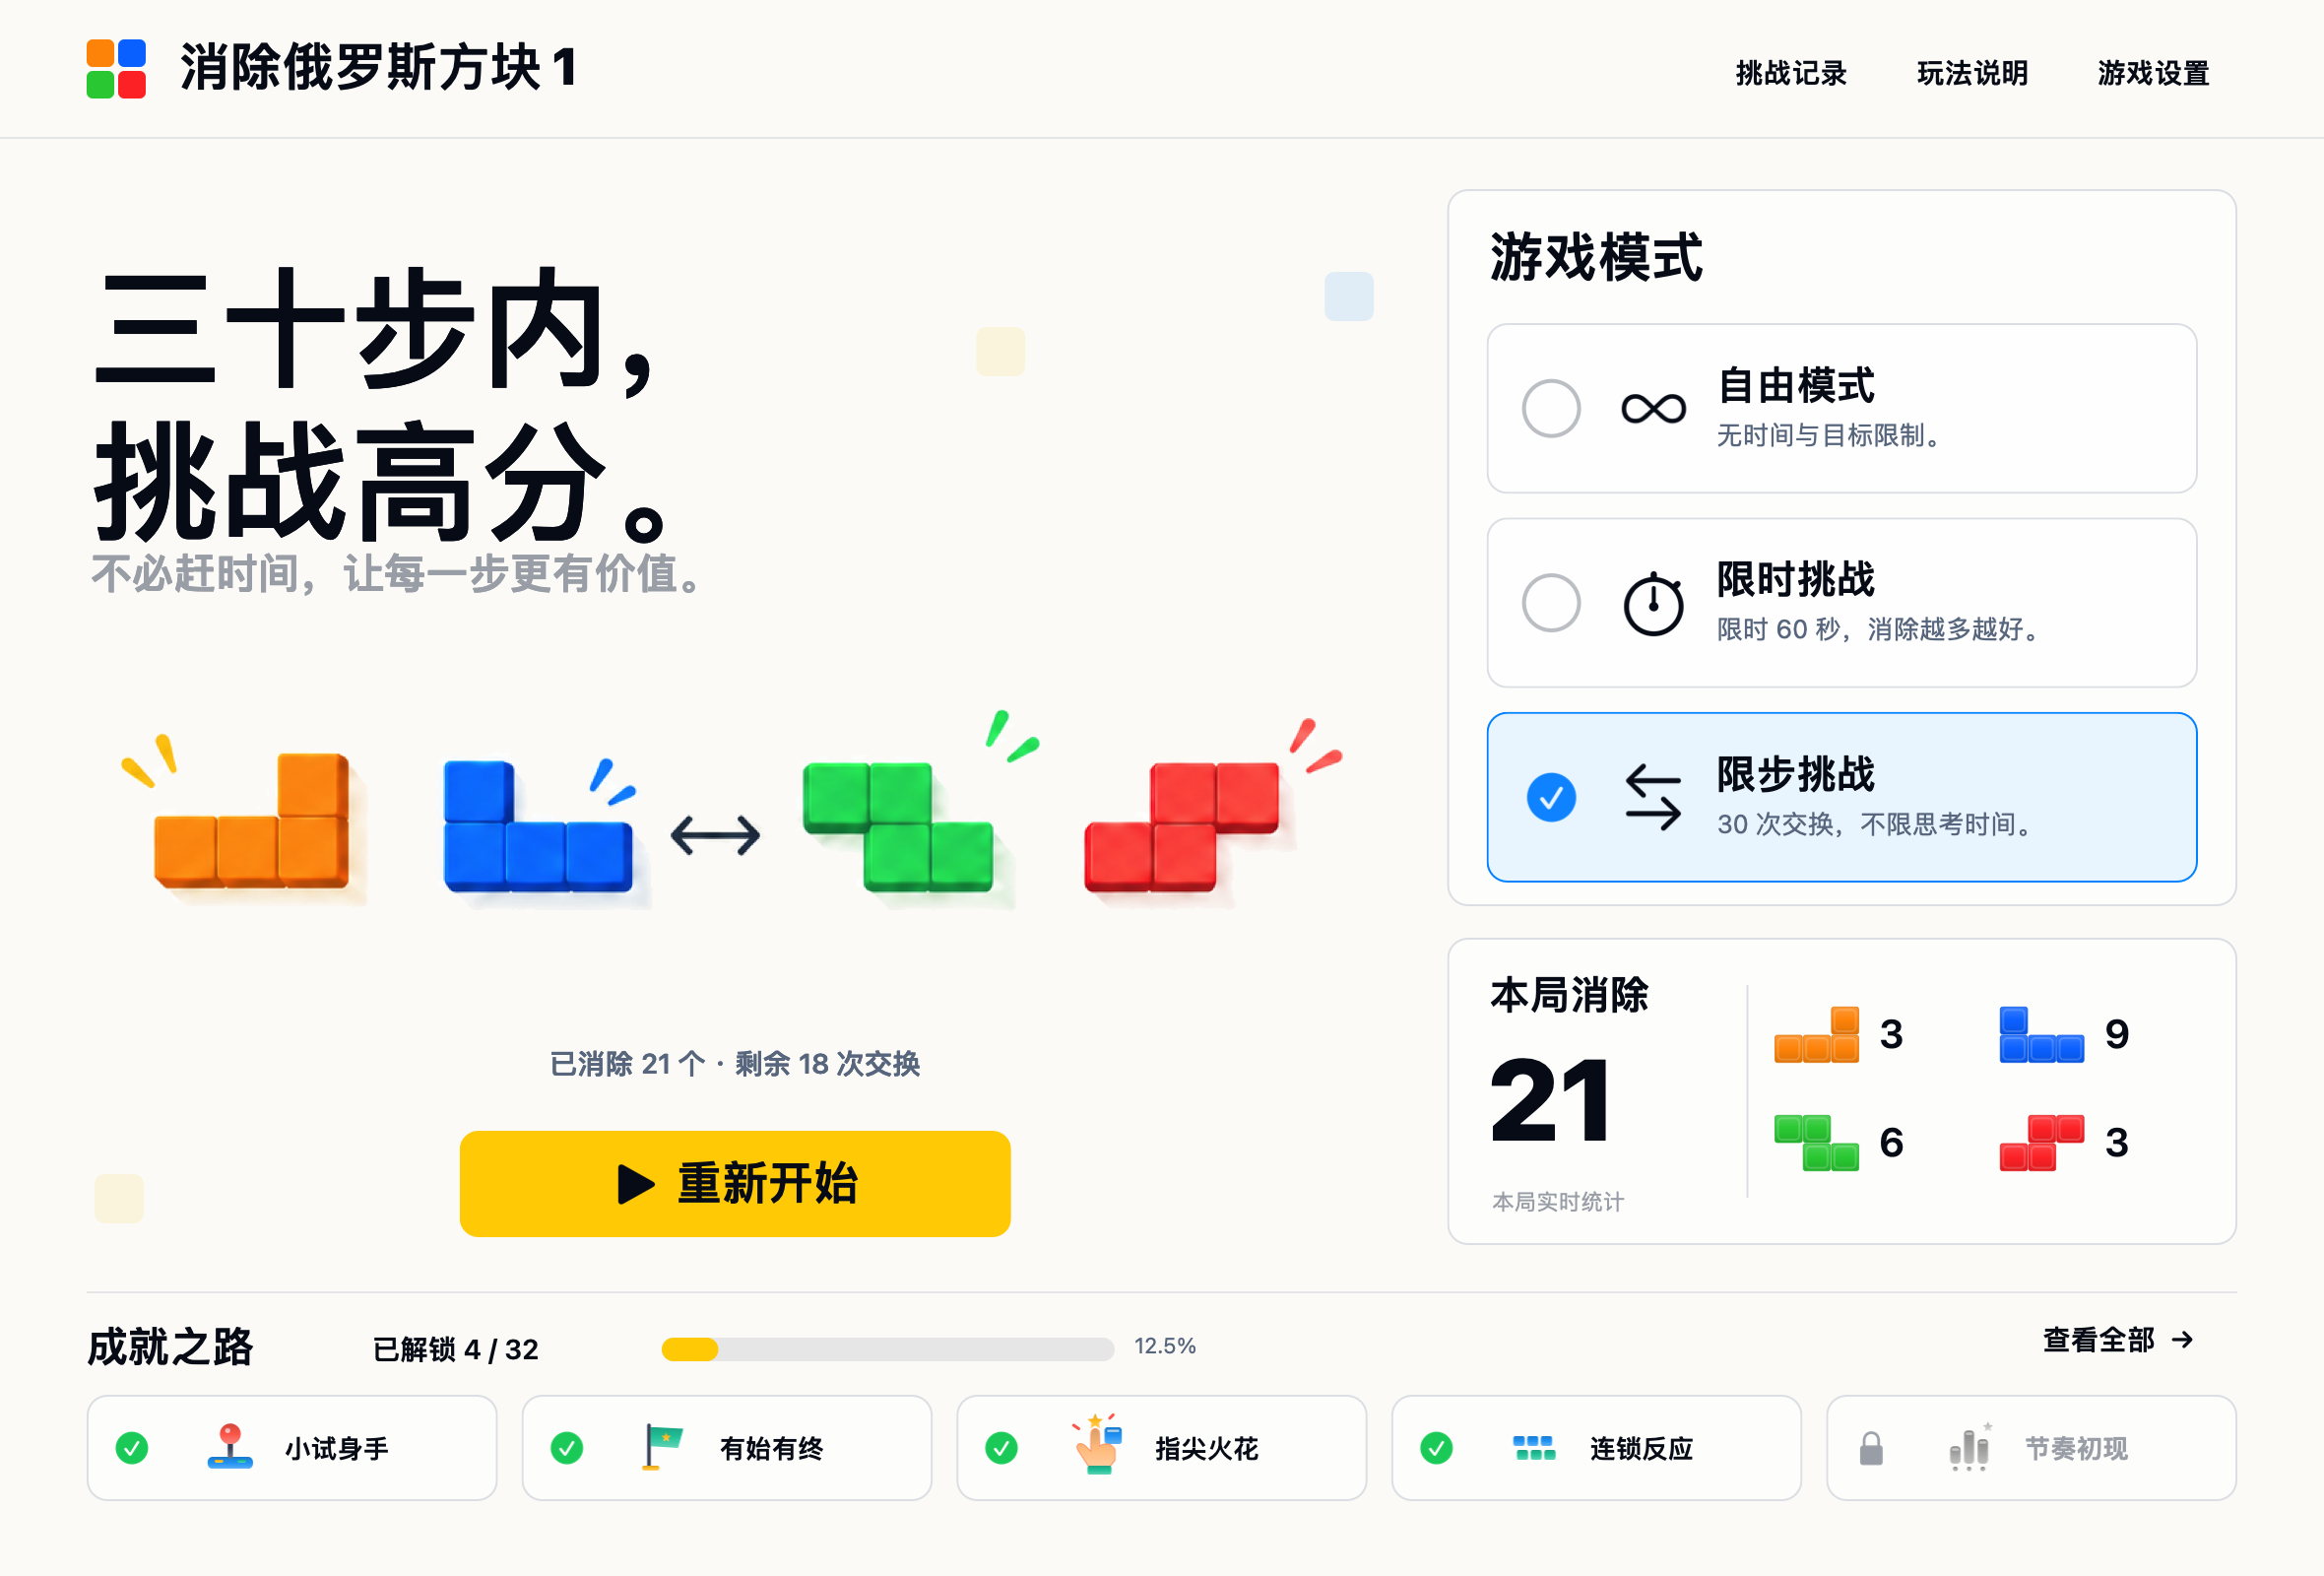 消除俄罗斯方块 1
挑战记录
玩法说明
游戏设置
三十步内，
挑战高分。
不必赶时间，让每一步更有价值。
已消除 21 个 · 剩余 18 次交换
重新开始
游戏模式
自由模式
无时间与目标限制。
限时挑战
限时 60 秒，消除越多越好。
限步挑战
30 次交换，不限思考时间。
本局消除
21
本局实时统计
3
9
6
3
成就之路
已解锁 4 / 32
12.5%
查看全部 →
小试身手
有始有终
指尖火花
连锁反应
节奏初现